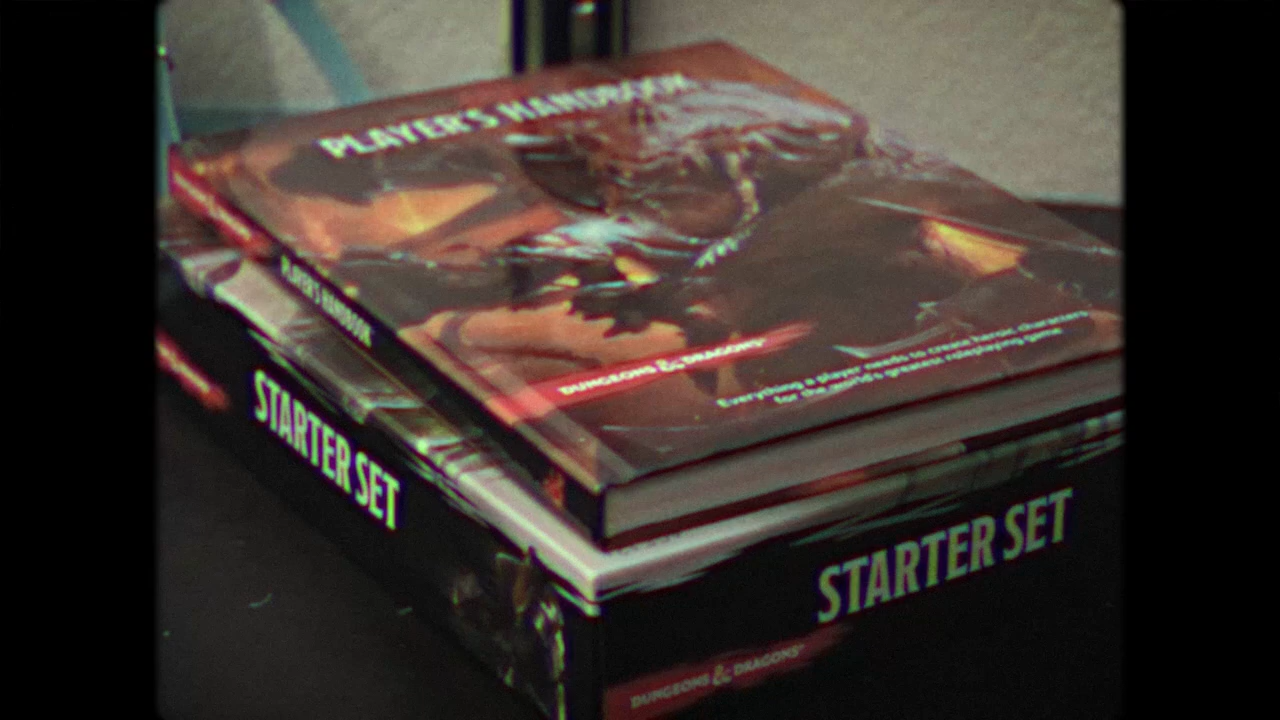 PLAYER'S HANDBOOK
DUNGEONS & DRAGONS
Everything a player needs to create heroic characters
for the world's greatest roleplaying game
PLAYER'S HANDBOOK
STARTER SET
STARTER SET
DUNGEONS & DRAGONS